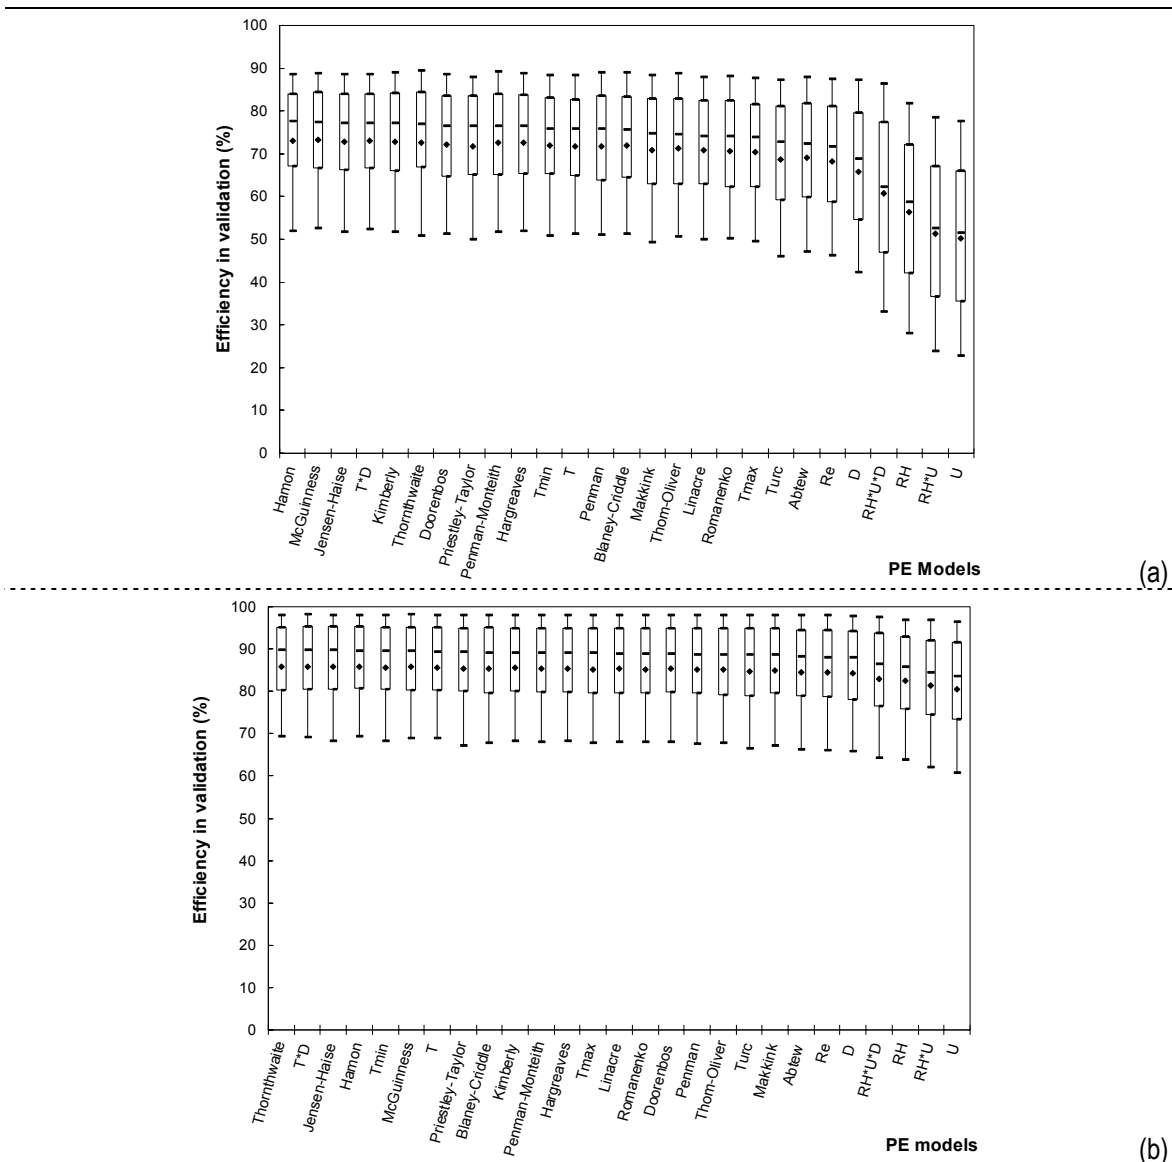 100
90
80
70
60
50
40
30
20
10
0
Efficiency in validation (%)
Hamon
McGuinness
Jensen-Haise
T*D
Kimberly
Thornthwaite
Doorenbos
Priestley-Taylor
Penman-Monteith
Hargreaves
Tmin
T
Penman
Blaney-Criddle
Makkink
Thom-Oliver
Linacre
Romanenko
Tmax
Turc
Abtew
Re
D
RH*U*D
RH
RH*U
U
PE Models
(a)
100
90
80
70
60
50
40
30
20
10
0
Efficiency in validation (%)
Thornthwaite
T*D
Jensen-Haise
Hamon
Tmin
McGuinness
T
Priestley-Taylor
Blaney-Criddle
Kimberly
Penman-Monteith
Hargreaves
Tmax
Linacre
Romanenko
Doorenbos
Penman
Thom-Oliver
Turc
Makkink
Abtew
Re
D
RH*U*D
RH
RH*U
U
PE models
(b)